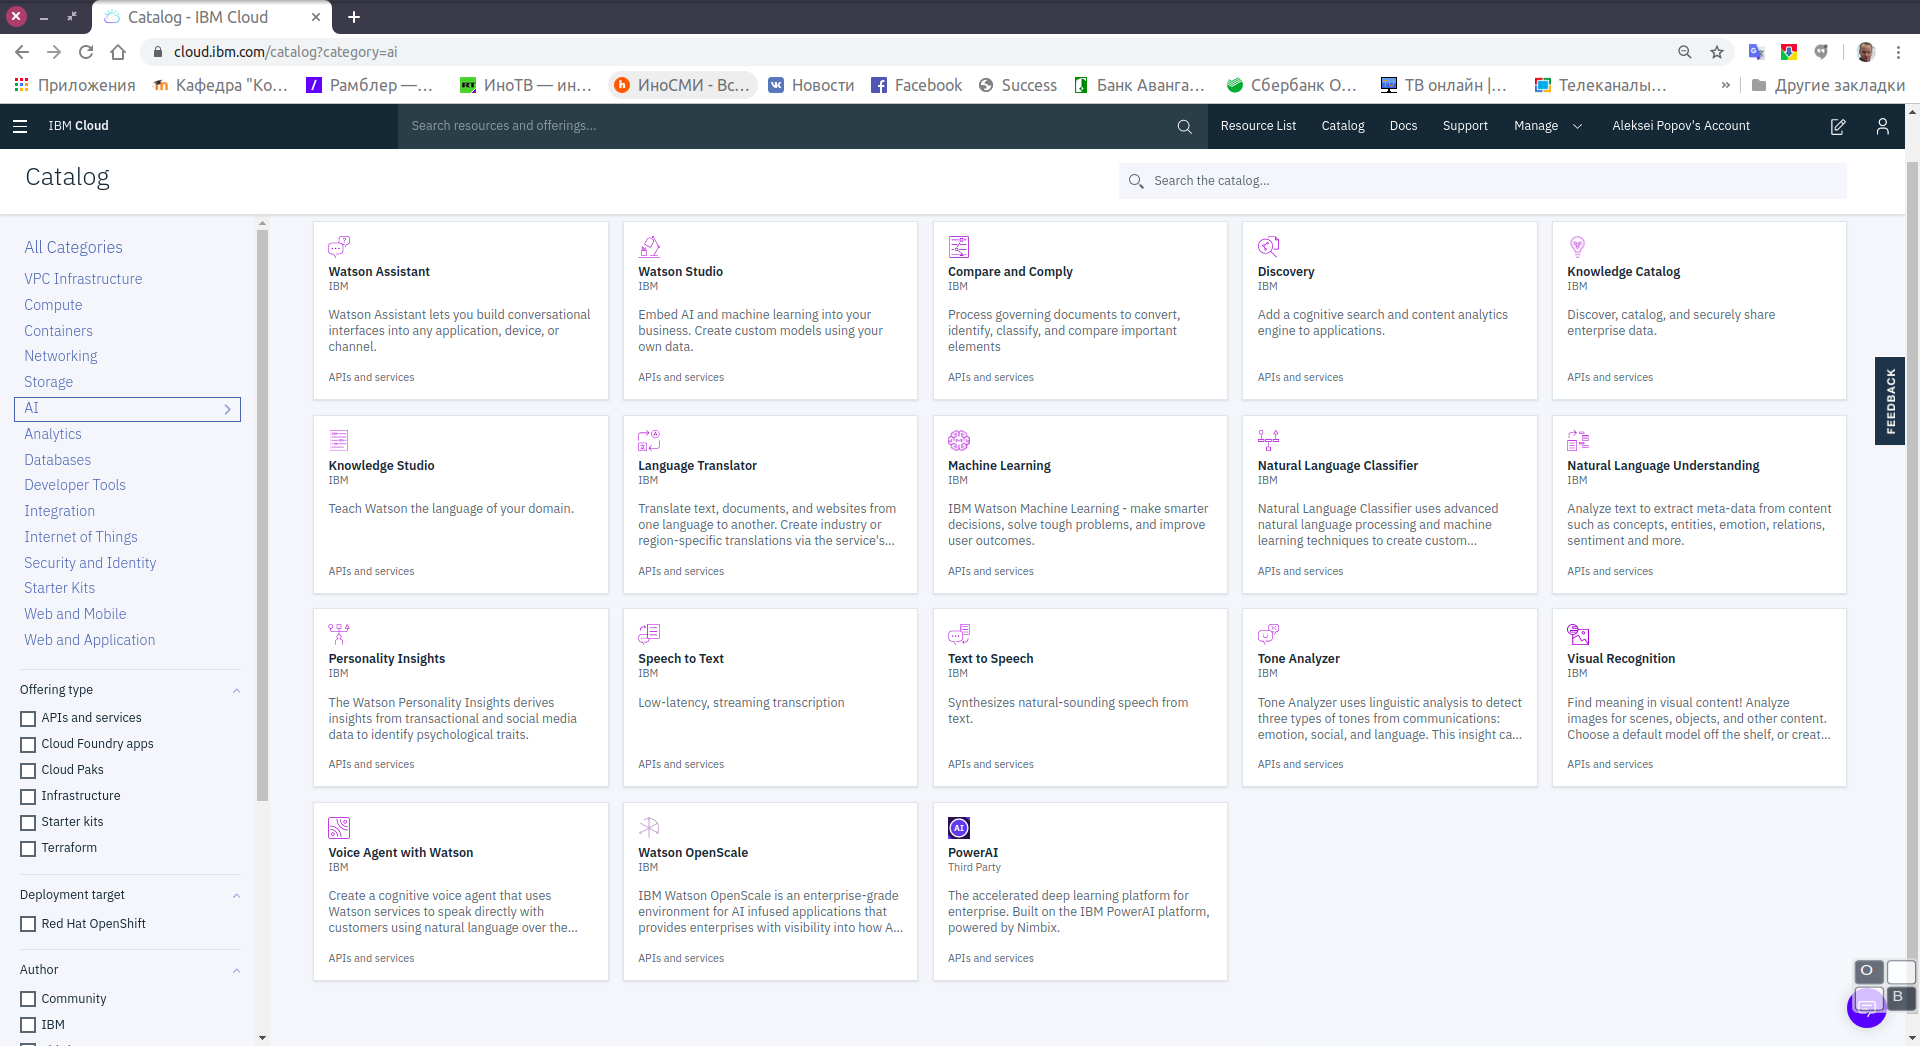 Catalog - IBM Cloud
cloud.ibm.com/catalog?category=ai
Приложения
Кафедра "Ко...
Рамблер —...
ИноТВ — ин...
ИноСМИ - Вс...
Новости
Facebook
Success
Банк Аванга...
Сбербанк О...
ТВ онлайн |...
Телеканалы...
»
Другие закладки
IBM Cloud
Search resources and offerings...
Resource List
Catalog
Docs
Support
Manage
Aleksei Popov's Account
Catalog
Search the catalog...
All Categories
VPC Infrastructure
Compute
Containers
Networking
Storage
AI
Analytics
Databases
Developer Tools
Integration
Internet of Things
Security and Identity
Starter Kits
Web and Mobile
Web and Application
Offering type
APIs and services
Cloud Foundry apps
Cloud Paks
Infrastructure
Starter kits
Terraform
Deployment target
Red Hat OpenShift
Author
Community
IBM
Watson Assistant
IBM
Watson Assistant lets you build conversational
interfaces into any application, device, or
channel.
APIs and services
Watson Studio
IBM
Embed AI and machine learning into your
business. Create custom models using your
own data.
APIs and services
Compare and Comply
IBM
Process governing documents to convert,
identify, classify, and compare important
elements
APIs and services
Discovery
IBM
Add a cognitive search and content analytics
engine to applications.
APIs and services
Knowledge Catalog
IBM
Discover, catalog, and securely share
enterprise data.
APIs and services
Knowledge Studio
IBM
Teach Watson the language of your domain.
APIs and services
Language Translator
IBM
Translate text, documents, and websites from
one language to another. Create industry or
region-specific translations via the service's...
APIs and services
Machine Learning
IBM
IBM Watson Machine Learning - make smarter
decisions, solve tough problems, and improve
user outcomes.
APIs and services
Natural Language Classifier
IBM
Natural Language Classifier uses advanced
natural language processing and machine
learning techniques to create custom...
APIs and services
Natural Language Understanding
IBM
Analyze text to extract meta-data from content
such as concepts, entities, emotion, relations,
sentiment and more.
APIs and services
Personality Insights
IBM
The Watson Personality Insights derives
insights from transactional and social media
data to identify psychological traits.
APIs and services
Speech to Text
IBM
Low-latency, streaming transcription
APIs and services
Text to Speech
IBM
Synthesizes natural-sounding speech from
text.
APIs and services
Tone Analyzer
IBM
Tone Analyzer uses linguistic analysis to detect
three types of tones from communications:
emotion, social, and language. This insight ca...
APIs and services
Visual Recognition
IBM
Find meaning in visual content! Analyze
images for scenes, objects, and other content.
Choose a default model off the shelf, or creat...
APIs and services
Voice Agent with Watson
IBM
Create a cognitive voice agent that uses
Watson services to speak directly with
customers using natural language over the...
APIs and services
Watson OpenScale
IBM
IBM Watson OpenScale is an enterprise-grade
environment for AI infused applications that
provides enterprises with visibility into how A...
APIs and services
AI
PowerAI
Third Party
The accelerated deep learning platform for
enterprise. Built on the IBM PowerAI platform,
powered by Nimbix.
APIs and services
FEEDBACK
O
B